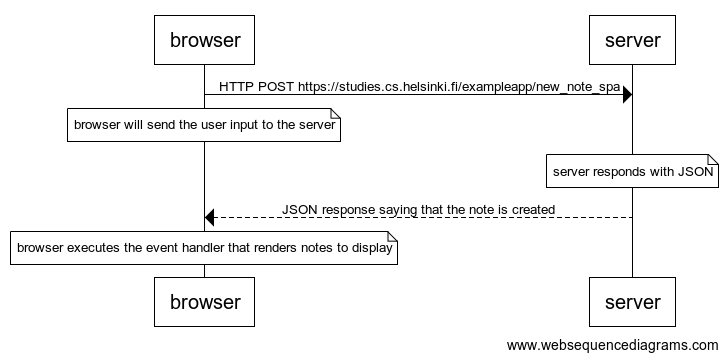 browser
server
HTTP POST https://studies.cs.helsinki.fi/exampleapp/new_note_spa
browser will send the user input to the server
server responds with JSON
JSON response saying that the note is created
browser executes the event handler that renders notes to display
browser
server
www.websequencediagrams.com